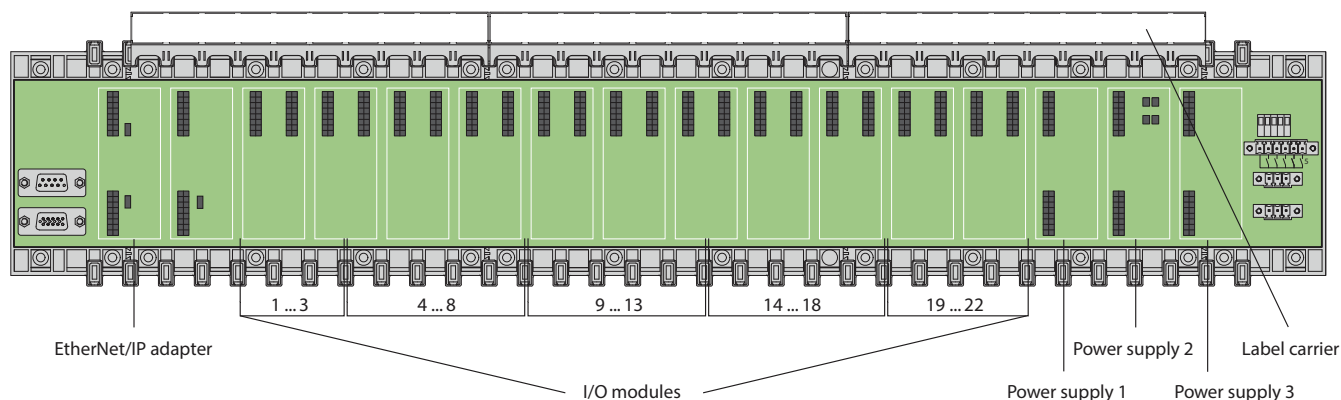 1 ... 3
4 ... 8
9 ... 13
14 ... 18
19 ... 22
EtherNet/IP adapter
Power supply 2
Label carrier
I/O modules
Power supply 1
Power supply 3